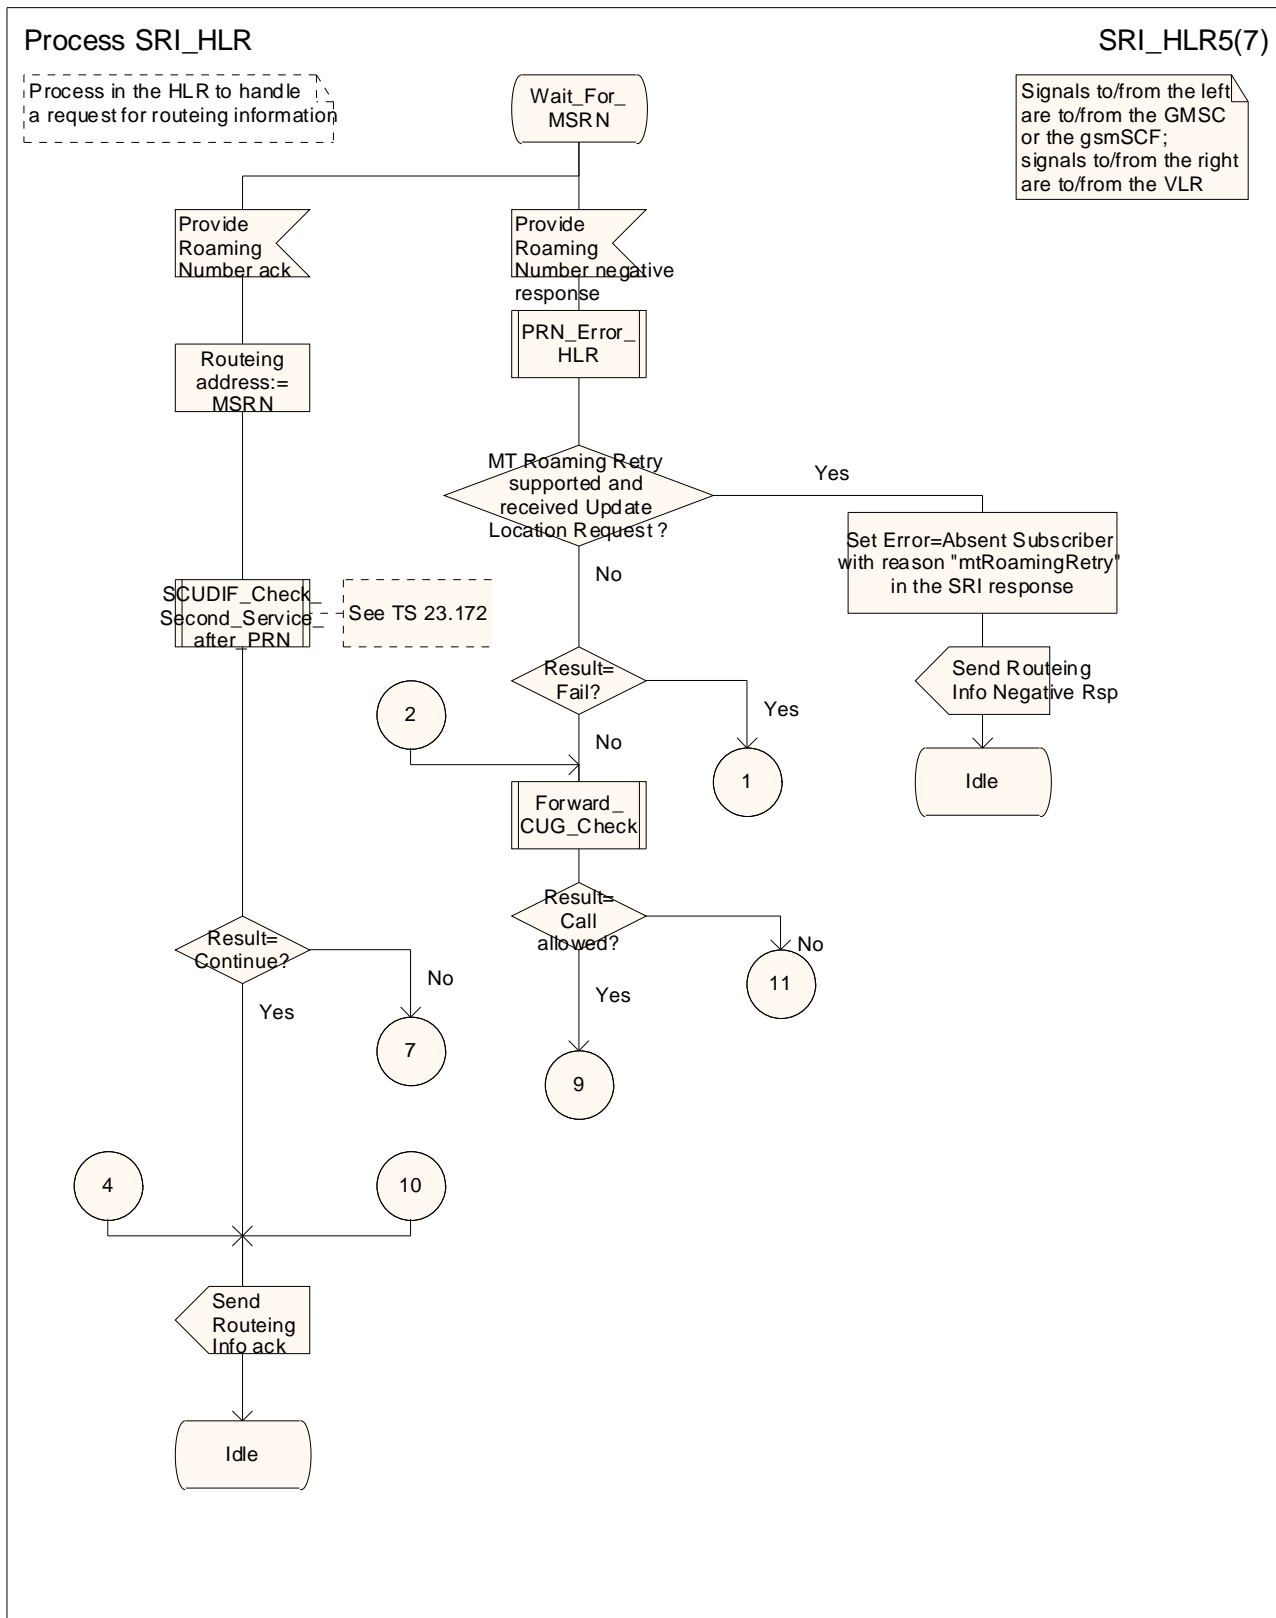 Process SRI_HLR
SRI_HLR5(7)
Process in the HLR to handle
a request for routeing information
Wait_For_
MSRN
Signals to/from the left
are to/from the GMSC
or the gsmSCF;
signals to/from the right
are to/from the VLR
Provide
Roaming
Number ack
Provide
Roaming
Number negative
response
PRN_Error_
HLR
Routeing
address:=
MSRN
MT Roaming Retry
supported and
received Update
Location Request ?
Yes
Set Error=Absent Subscriber
with reason "mtRoamingRetry"
in the SRI response
No
SCUDIF_Check_
Second_Service_
after_PRN
See TS 23.172
Result=
Fail?
Yes
Send Routeing
Info Negative Rsp
2
No
1
Idle
Forward_
CUG_Check
Result=
Call
allowed?
No
Result=
Continue?
No
Yes
11
Yes
7
9
4
10
Send
Routeing
Info ack
Idle